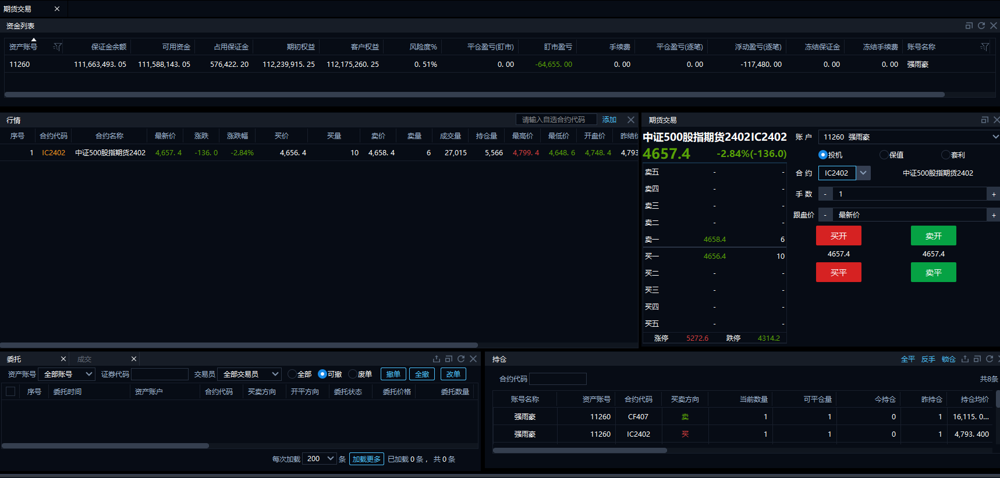 期货交易
资金列表
资产账号 保证金余额 可用资金 占用保证金 期初权益 客户权益 风险度% 平仓盈亏(盯市) 盯市盈亏 手续费 平仓盈亏(逐笔) 浮动盈亏(逐笔) 冻结保证金 冻结手续费 账号名称
11260 111,663,493.05 111,588,143.05 576,422.20 112,239,915.25 112,175,260.25 0.51% 0.00 -64,655.00 0.00 0.00 -117,480.00 0.00 0.00 强雨豪
行情 请输入自选合约代码 添加
序号 合约代码 合约名称 最新价 涨跌 涨跌幅 买价 买量 卖价 卖量 成交量 持仓量 最高价 最低价 开盘价 昨结价
1 IC2402 中证500股指期货2402 4,657.4 -136.0 -2.84% 4,656.4 10 4,658.4 6 27,015 5,566 4,799.4 4,648.6 4,748.4 4,793
期货交易
中证500股指期货2402IC2402
4657.4 -2.84%(-136.0)
卖五 - -
卖四 - -
卖三 - -
卖二 - -
卖一 4658.4 6
买一 4656.4 10
买二 - -
买三 - -
买四 - -
买五 - -
涨停 5272.6 跌停 4314.2
账户 11260 强雨豪
投机 保值 套利
合约 IC2402 中证500股指期货2402
手数 - 1 +
跟盘价 - 最新价 +
买开 卖开
4657.4 4657.4
买平 卖平
委托 成交
资产账号 全部账号 证券代码 交易员 全部交易员 全部 可撤 废单 撤单 全撤 改单
序号 委托时间 资产账户 合约代码 买卖方向 开平方向 委托状态 委托价格 委托数量
每次加载 200 条 加载更多 已加载 0 条， 共 0 条
持仓 全平 反手 锁仓
合约代码 共8条
账号名称 资产账号 合约代码 买卖方向 当前数量 可平仓量 今持仓 昨持仓 持仓均价
强雨豪 11260 CF407 卖 1 1 0 1 16,115.0...
强雨豪 11260 IC2402 买 1 1 0 1 4,793.400